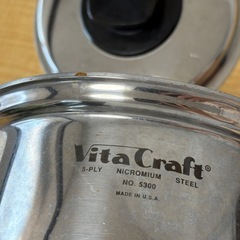 Vita Craft®
5-PLY NICROMIUM STEEL
NO. 5300
MADE IN U.S.A.